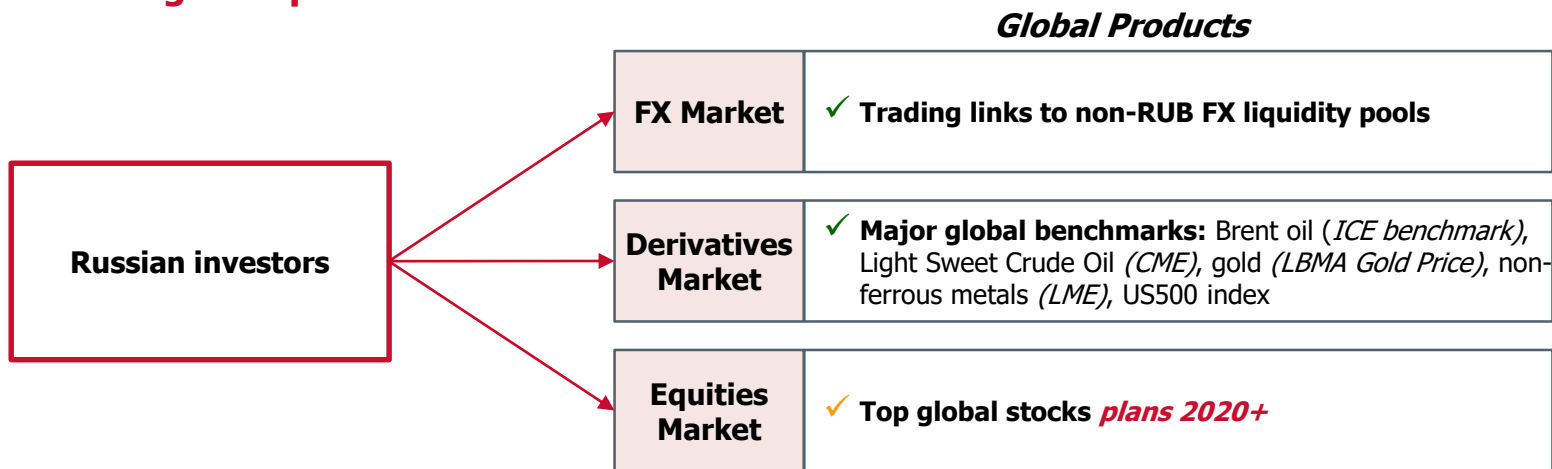 Global Products
FX Market
✓ Trading links to non-RUB FX liquidity pools
Russian investors
Derivatives
Market
✓ Major global benchmarks: Brent oil (ICE benchmark),
Light Sweet Crude Oil (CME), gold (LBMA Gold Price), non-
ferrous metals (LME), US500 index
Equities
Market
✓ Top global stocks plans 2020+